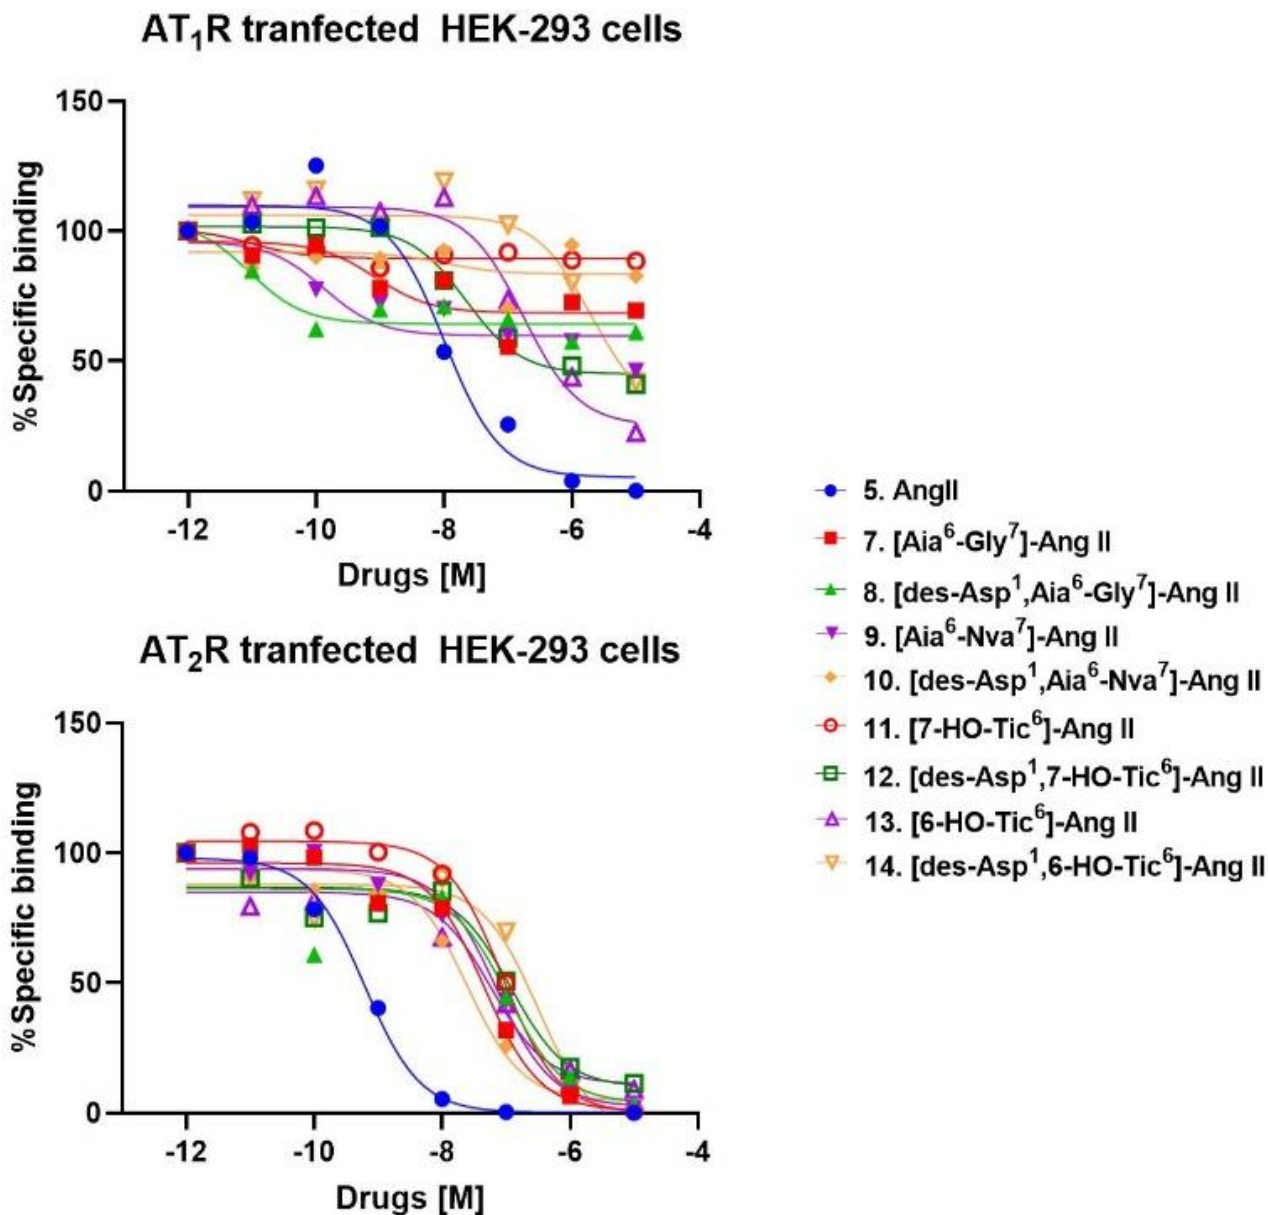 AT₁R tranfected HEK-293 cells
150
100
50
0
%Specific binding
-12 -10 -8 -6 -4
Drugs [M]
AT₂R tranfected HEK-293 cells
150
100
50
0
%Specific binding
-12 -10 -8 -6 -4
Drugs [M]
5. AngII
7. [Aia⁶-Gly⁷]-Ang II
8. [des-Asp¹,Aia⁶-Gly⁷]-Ang II
9. [Aia⁶-Nva⁷]-Ang II
10. [des-Asp¹,Aia⁶-Nva⁷]-Ang II
11. [7-HO-Tic⁶]-Ang II
12. [des-Asp¹,7-HO-Tic⁶]-Ang II
13. [6-HO-Tic⁶]-Ang II
14. [des-Asp¹,6-HO-Tic⁶]-Ang II